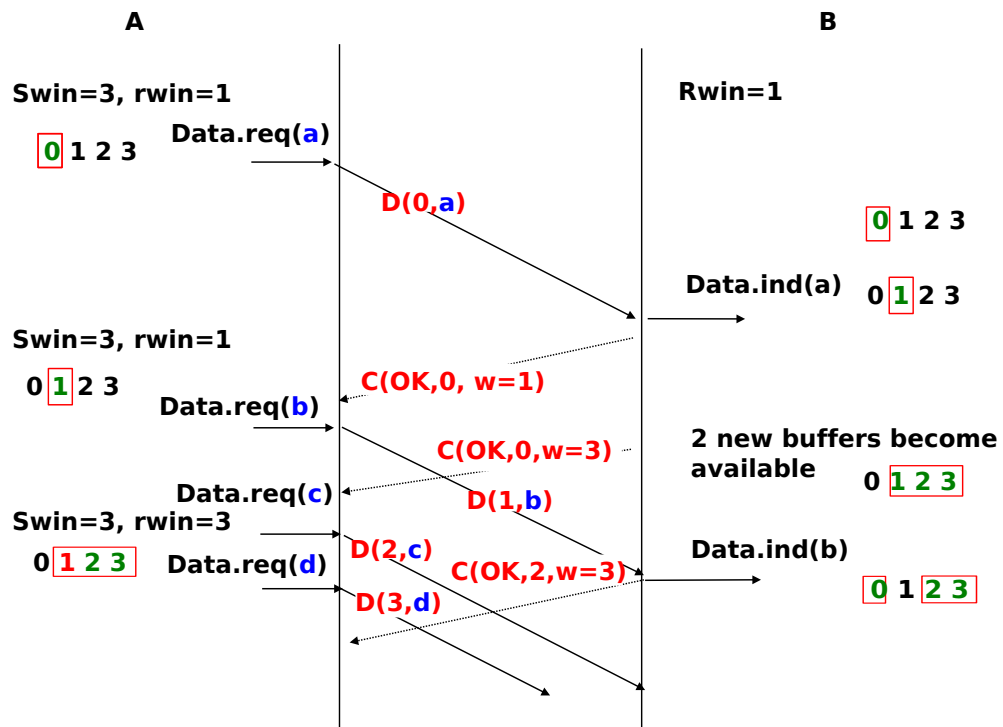 A
B
Swin=3, rwin=1
Rwin=1
Data.req(a)
0 1 2 3
D(0,a)
0 1 2 3
Data.ind(a)
0 1 2 3
Swin=3, rwin=1
0 1 2 3
C(OK,0, w=1)
Data.req(b)
2 new buffers become
available
C(OK,0,w=3)
0 1 2 3
Data.req(c)
D(1,b)
Swin=3, rwin=3
0 1 2 3
D(2,c)
Data.ind(b)
Data.req(d)
C(OK,2,w=3)
0 1 2 3
D(3,d)